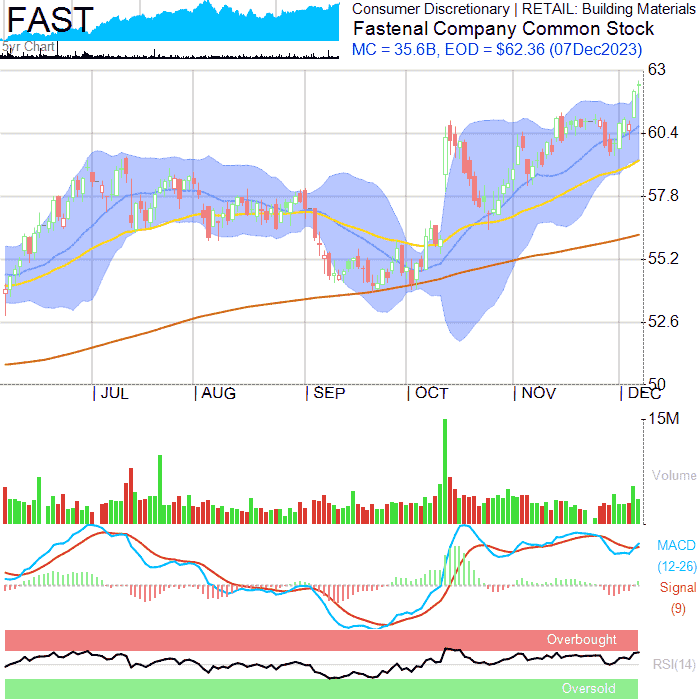 FAST
5yr Chart
Consumer Discretionary | RETAIL: Building Materials
Fastenal Company Common Stock
MC = 35.6B, EOD = $62.36 (07Dec2023)
63
60.4
57.8
55.2
52.6
50
JUL AUG SEP OCT NOV DEC
15M
Volume
MACD
(12-26)
Signal
(9)
Overbought
RSI(14)
Oversold